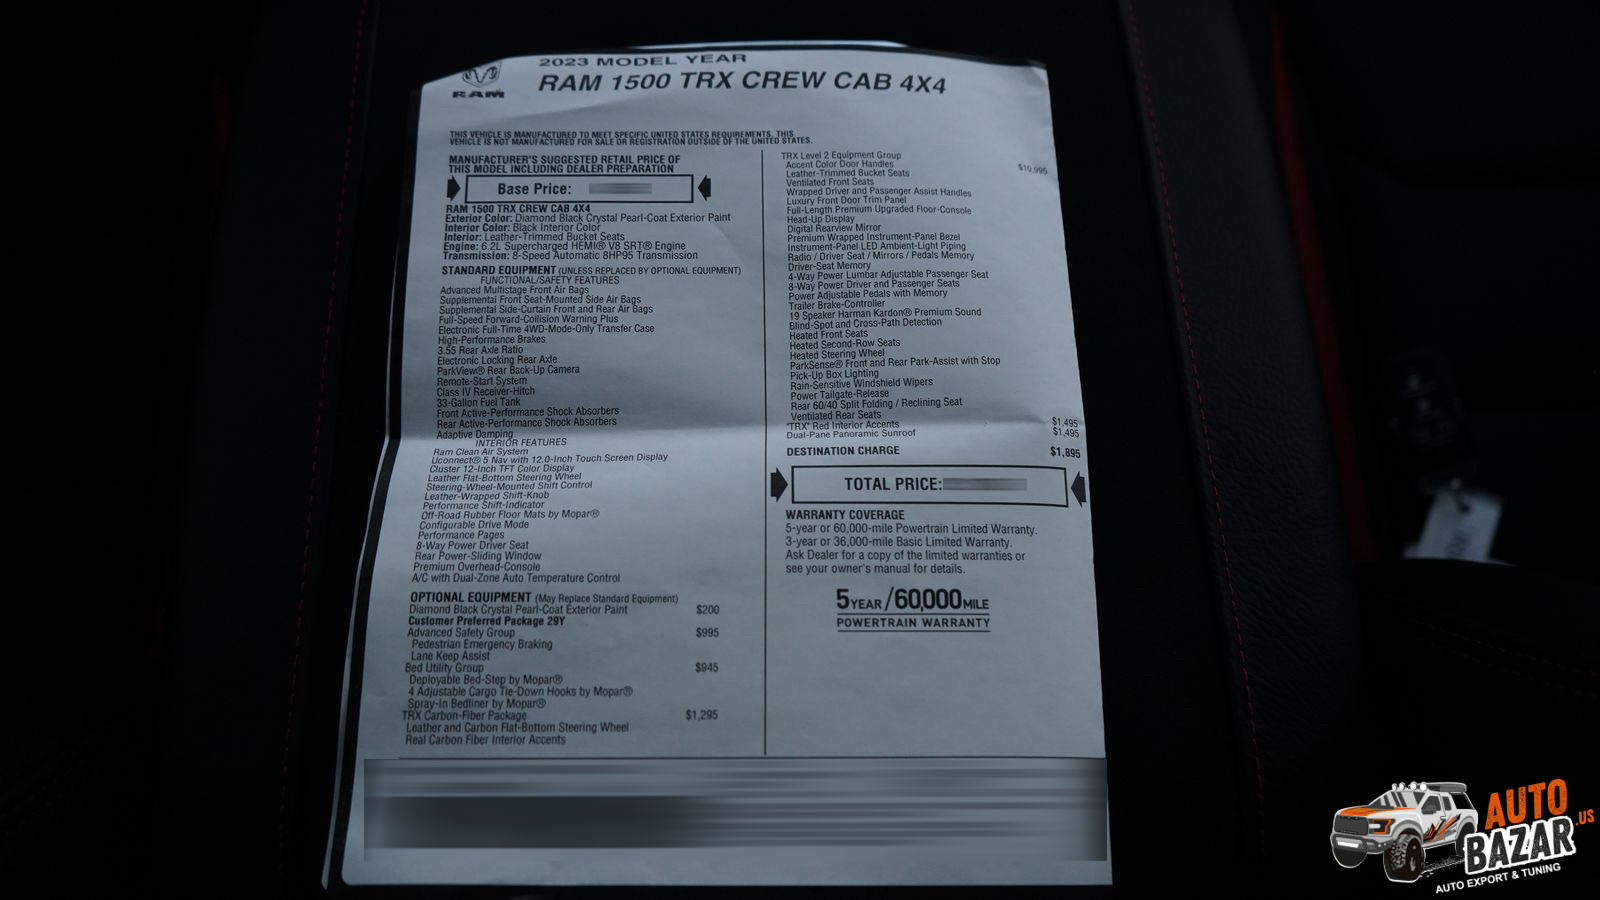 2023 MODEL YEAR
RAM 1500 TRX CREW CAB 4X4
RAM
THIS VEHICLE IS MANUFACTURED TO MEET SPECIFIC UNITED STATES REQUIREMENTS. THIS
VEHICLE IS NOT MANUFACTURED FOR SALE OR REGISTRATION OUTSIDE OF THE UNITED STATES.
MANUFACTURER'S SUGGESTED RETAIL PRICE OF
THIS MODEL INCLUDING DEALER PREPARATION
Base Price:
RAM 1500 TRX CREW CAB 4X4
Exterior Color: Diamond Black Crystal Pearl-Coat Exterior Paint
Interior Color: Black Interior Color
Interior: Leather-Trimmed Bucket Seats
Engine: 6.2L Supercharged HEMI® V8 SRT® Engine
Transmission: 8-Speed Automatic 8HP95 Transmission
STANDARD EQUIPMENT (UNLESS REPLACED BY OPTIONAL EQUIPMENT)
FUNCTIONAL/SAFETY FEATURES
Advanced Multistage Front Air Bags
Supplemental Front Seat-Mounted Side Air Bags
Supplemental Side-Curtain Front and Rear Air Bags
Full-Speed Forward-Collision Warning Plus
Electronic Full-Time 4WD-Mode-Only Transfer Case
High-Performance Brakes
3.55 Rear Axle Ratio
Electronic Locking Rear Axle
ParkView® Rear Back-Up Camera
Remote-Start System
Class IV Receiver-Hitch
33-Gallon Fuel Tank
Front Active-Performance Shock Absorbers
Rear Active-Performance Shock Absorbers
Adaptive Damping
INTERIOR FEATURES
Ram Clean Air System
Uconnect® 5 Nav with 12.0-Inch Touch Screen Display
Cluster 12-Inch TFT Color Display
Leather Flat-Bottom Steering Wheel
Steering-Wheel-Mounted Shift Control
Leather-Wrapped Shift-Knob
Performance Shift-Indicator
Off-Road Rubber Floor Mats by Mopar®
Configurable Drive Mode
Performance Pages
8-Way Power Driver Seat
Rear Power-Sliding Window
Premium Overhead-Console
A/C with Dual-Zone Auto Temperature Control
OPTIONAL EQUIPMENT (May Replace Standard Equipment)
Diamond Black Crystal Pearl-Coat Exterior Paint $200
Customer Preferred Package 29Y
Advanced Safety Group $995
Pedestrian Emergency Braking
Lane Keep Assist
Bed Utility Group $945
Deployable Bed-Step by Mopar®
4 Adjustable Cargo Tie-Down Hooks by Mopar®
Spray-In Bedliner by Mopar®
TRX Carbon-Fiber Package $1,295
Leather and Carbon Flat-Bottom Steering Wheel
Real Carbon Fiber Interior Accents
TRX Level 2 Equipment Group $10,095
Accent Color Door Handles
Leather-Trimmed Bucket Seats
Ventilated Front Seats
Wrapped Driver and Passenger Assist Handles
Luxury Front Door Trim Panel
Full-Length Premium Upgraded Floor-Console
Head-Up Display
Digital Rearview Mirror
Premium Wrapped Instrument-Panel Bezel
Instrument-Panel LED Ambient-Light Piping
Radio / Driver Seat / Mirrors / Pedals Memory
Driver-Seat Memory
4-Way Power Lumbar Adjustable Passenger Seat
8-Way Power Driver and Passenger Seats
Power Adjustable Pedals with Memory
Trailer Brake-Controller
19 Speaker Harman Kardon® Premium Sound
Blind-Spot and Cross-Path Detection
Heated Front Seats
Heated Second-Row Seats
Heated Steering Wheel
ParkSense® Front and Rear Park-Assist with Stop
Pick-Up Box Lighting
Rain-Sensitive Windshield Wipers
Power Tailgate-Release
Rear 60/40 Split Folding / Reclining Seat
Ventilated Rear Seats
"TRX" Red Interior Accents $1,495
Dual-Pane Panoramic Sunroof $1,495
DESTINATION CHARGE $1,895
TOTAL PRICE:
WARRANTY COVERAGE
5-year or 60,000-mile Powertrain Limited Warranty.
3-year or 36,000-mile Basic Limited Warranty.
Ask Dealer for a copy of the limited warranties or
see your owner's manual for details.
5YEAR/60,000MILE
POWERTRAIN WARRANTY
AUTO
BAZAR.US
AUTO EXPORT & TUNING